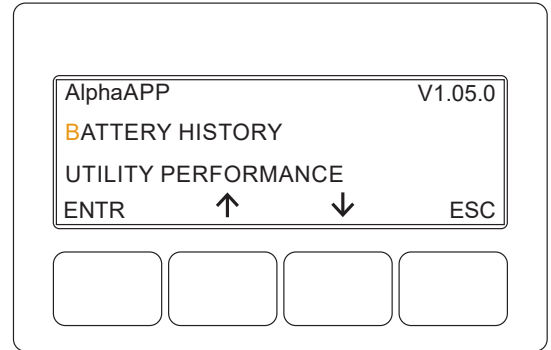 AlphaAPP V1.05.0
BATTERY HISTORY
UTILITY PERFORMANCE
ENTR ↑ ↓ ESC